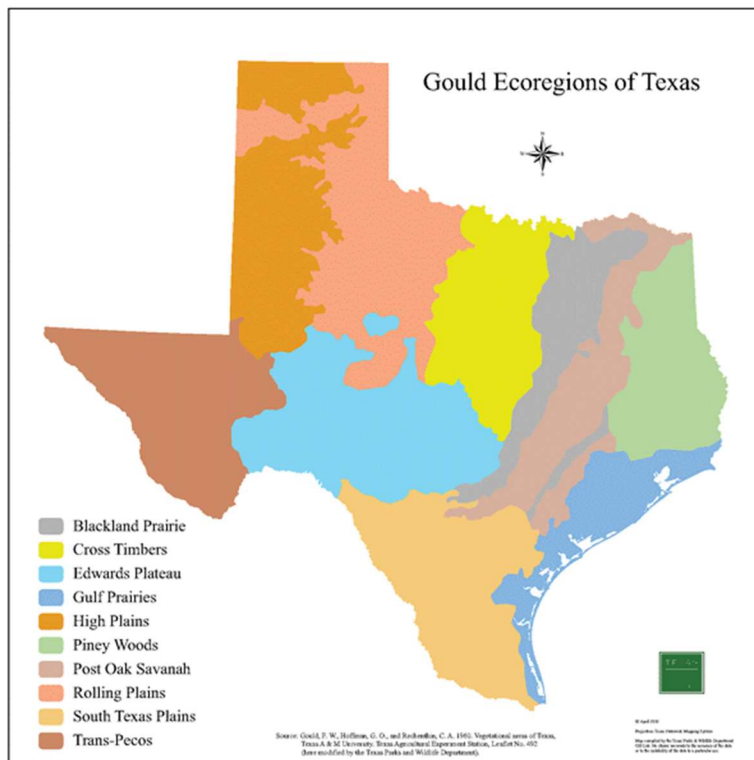 Gould Ecoregions of Texas
N
W
E
S
Blackland Prairie
Cross Timbers
Edwards Plateau
Gulf Prairies
High Plains
Piney Woods
Post Oak Savanah
Rolling Plains
South Texas Plains
Trans-Pecos
Source: Gould, F. W., Hoffman, G. O., and Rechenthin, C. A. 1960. Vegetational areas of Texas,
Texas A & M University, Texas Agricultural Experiment Station, Leaflet No. 492
(here modified by the Texas Parks and Wildlife Department).